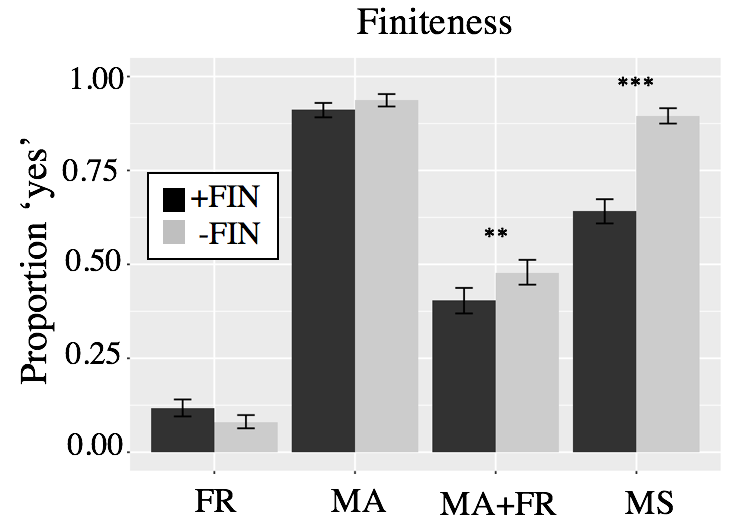 Finiteness
Proportion ‘yes’
1.00
0.75
0.50
0.25
0.00
+FIN
-FIN
**
***
FR
MA
MA+FR
MS